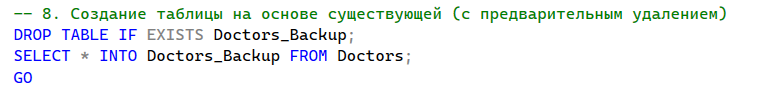 -- 8. Создание таблицы на основе существующей (с предварительным удалением)
DROP TABLE IF EXISTS Doctors_Backup;
SELECT * INTO Doctors_Backup FROM Doctors;
GO